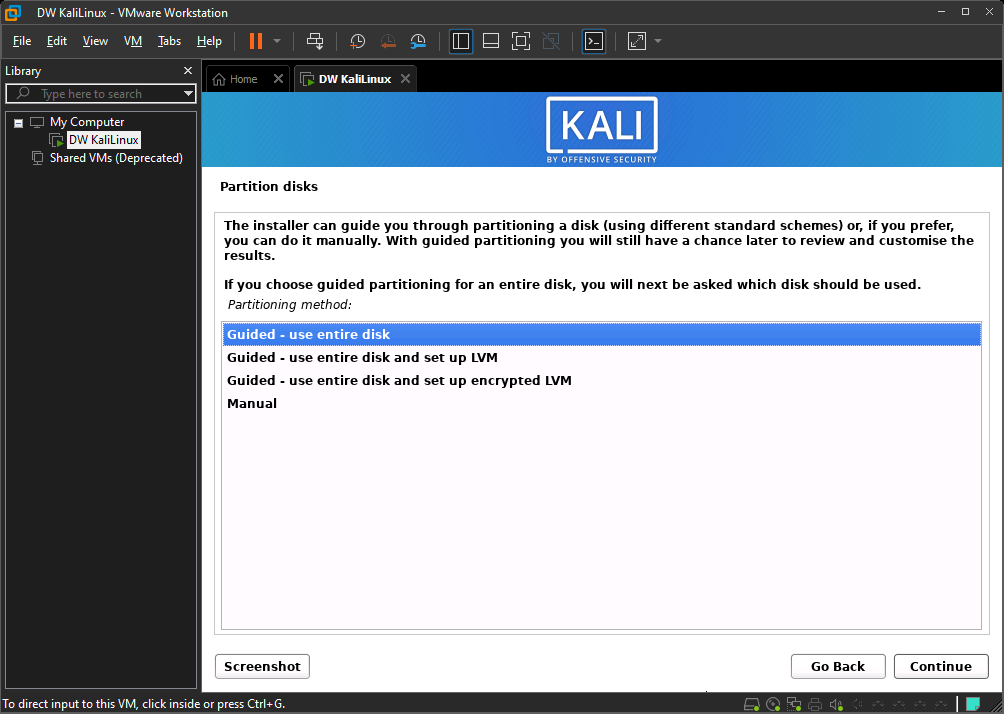 DW KaliLinux - VMware Workstation
File Edit View VM Tabs Help
Library
Type here to search
My Computer
DW KaliLinux
Shared VMs (Deprecated)
Home
DW KaliLinux
KALI
BY OFFENSIVE SECURITY
Partition disks
The installer can guide you through partitioning a disk (using different standard schemes) or, if you prefer,
you can do it manually. With guided partitioning you will still have a chance later to review and customise the
results.
If you choose guided partitioning for an entire disk, you will next be asked which disk should be used.
Partitioning method:
Guided - use entire disk
Guided - use entire disk and set up LVM
Guided - use entire disk and set up encrypted LVM
Manual
Screenshot
Go Back
Continue
To direct input to this VM, click inside or press Ctrl+G.